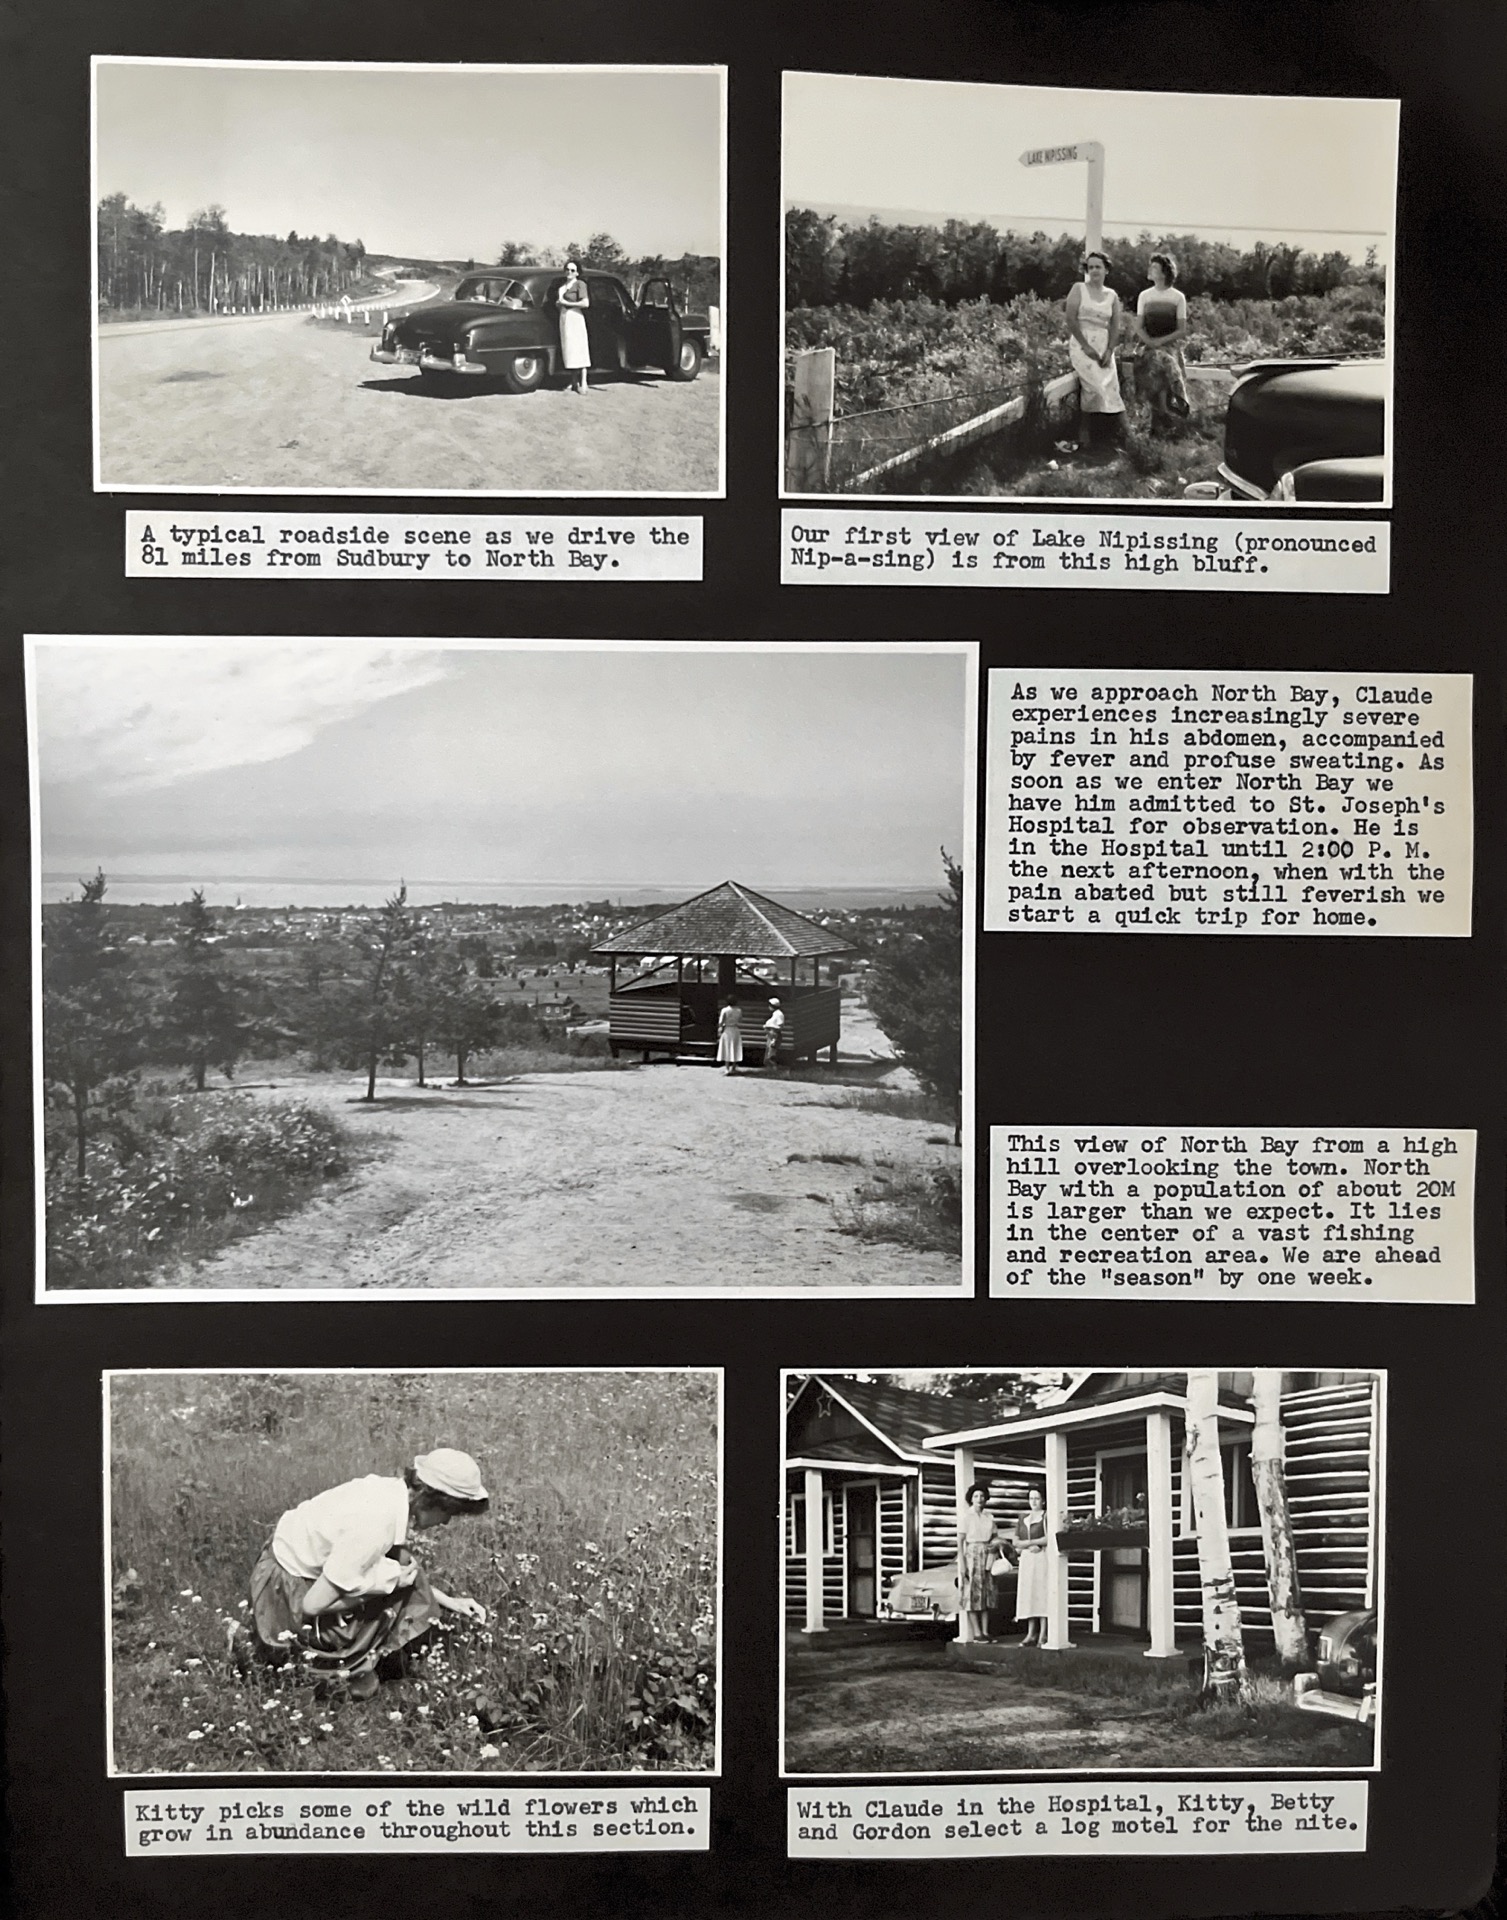 LAKE NIPISSING
A typical roadside scene as we drive the
81 miles from Sudbury to North Bay.
Our first view of Lake Nipissing (pronounced
Nip-a-sing) is from this high bluff.
As we approach North Bay, Claude
experiences increasingly severe
pains in his abdomen, accompanied
by fever and profuse sweating. As
soon as we enter North Bay we
have him admitted to St. Joseph's
Hospital for observation. He is
in the Hospital until 2:00 P. M.
the next afternoon, when with the
pain abated but still feverish we
start a quick trip for home.
This view of North Bay from a high
hill overlooking the town. North
Bay with a population of about 20M
is larger than we expect. It lies
in the center of a vast fishing
and recreation area. We are ahead
of the "season" by one week.
Kitty picks some of the wild flowers which
grow in abundance throughout this section.
With Claude in the Hospital, Kitty, Betty
and Gordon select a log motel for the nite.